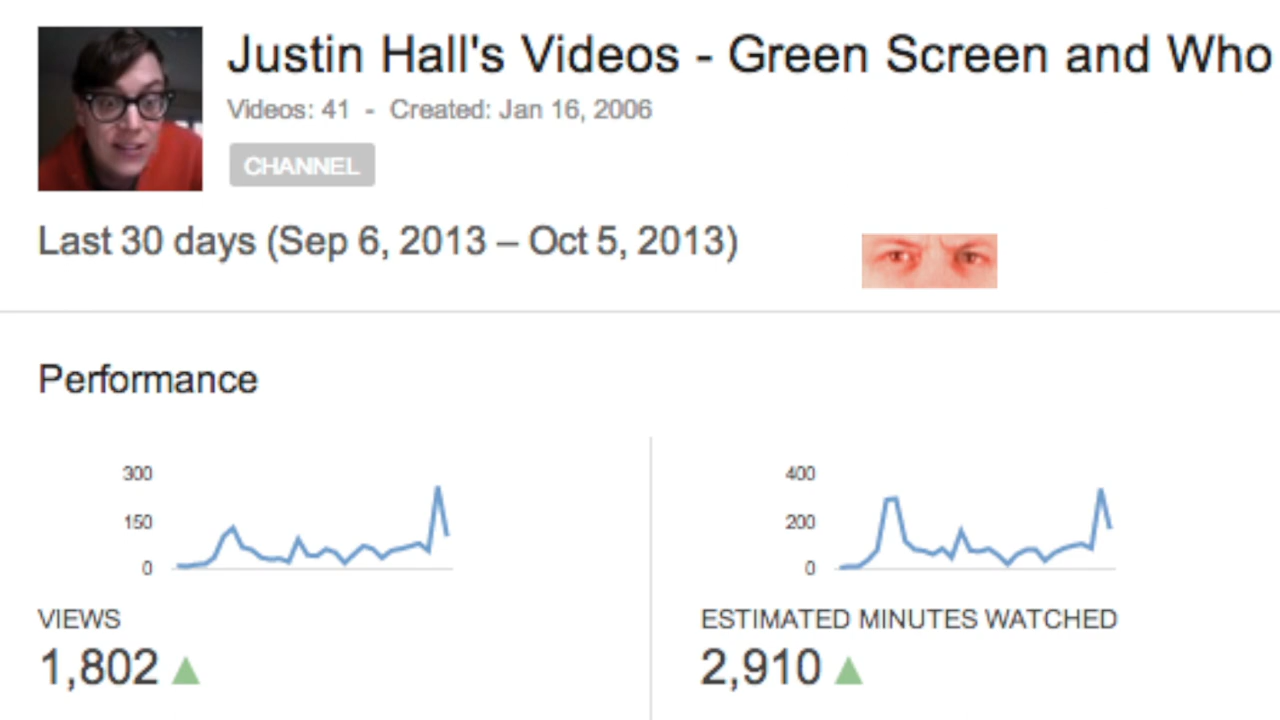 Justin Hall's Videos - Green Screen and Who
Videos: 41 - Created: Jan 16, 2006
CHANNEL
Last 30 days (Sep 6, 2013 – Oct 5, 2013)
Performance
300
150
0
VIEWS
1,802
400
200
0
ESTIMATED MINUTES WATCHED
2,910